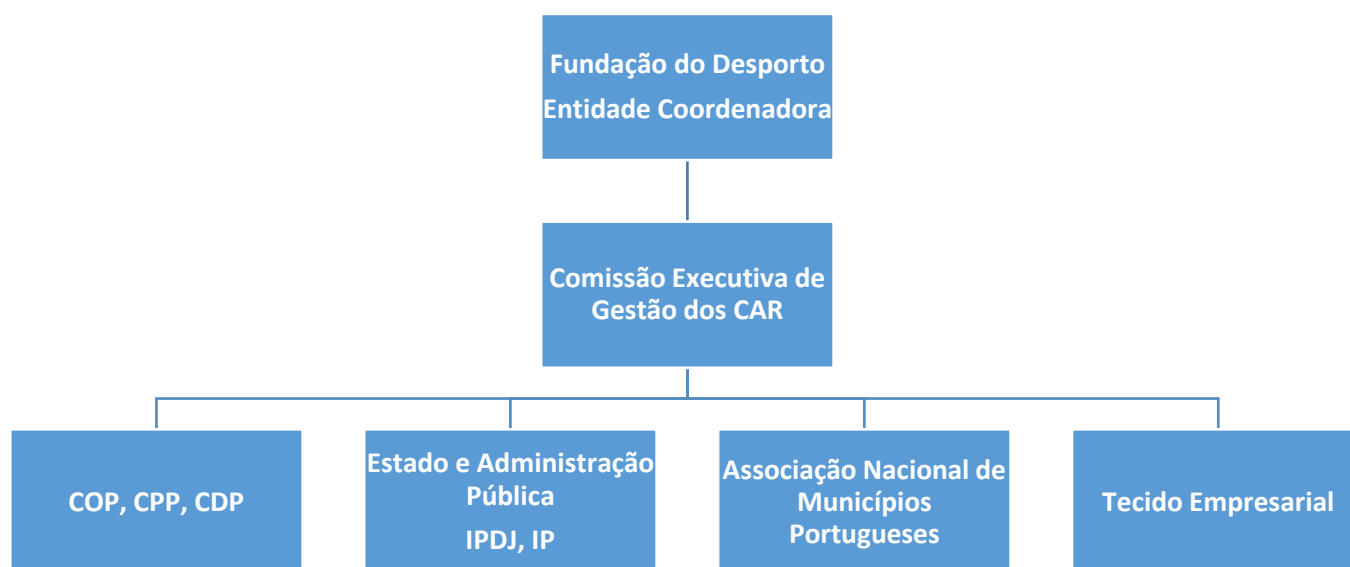 Fundação do Desporto
Entidade Coordenadora
Comissão Executiva de
Gestão dos CAR
COP, CPP, CDP
Estado e Administração
Pública
IPDJ, IP
Associação Nacional de
Municípios
Portugueses
Tecido Empresarial